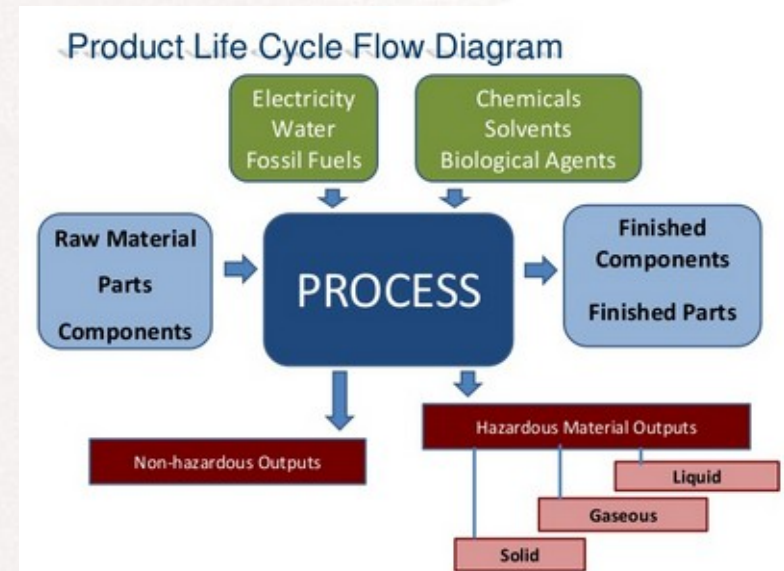 Product Life Cycle Flow Diagram
Electricity
Water
Fossil Fuels
Chemicals
Solvents
Biological Agents
Raw Material
Parts
Components
PROCESS
Finished
Components
Finished Parts
Non-hazardous Outputs
Hazardous Material Outputs
Liquid
Gaseous
Solid